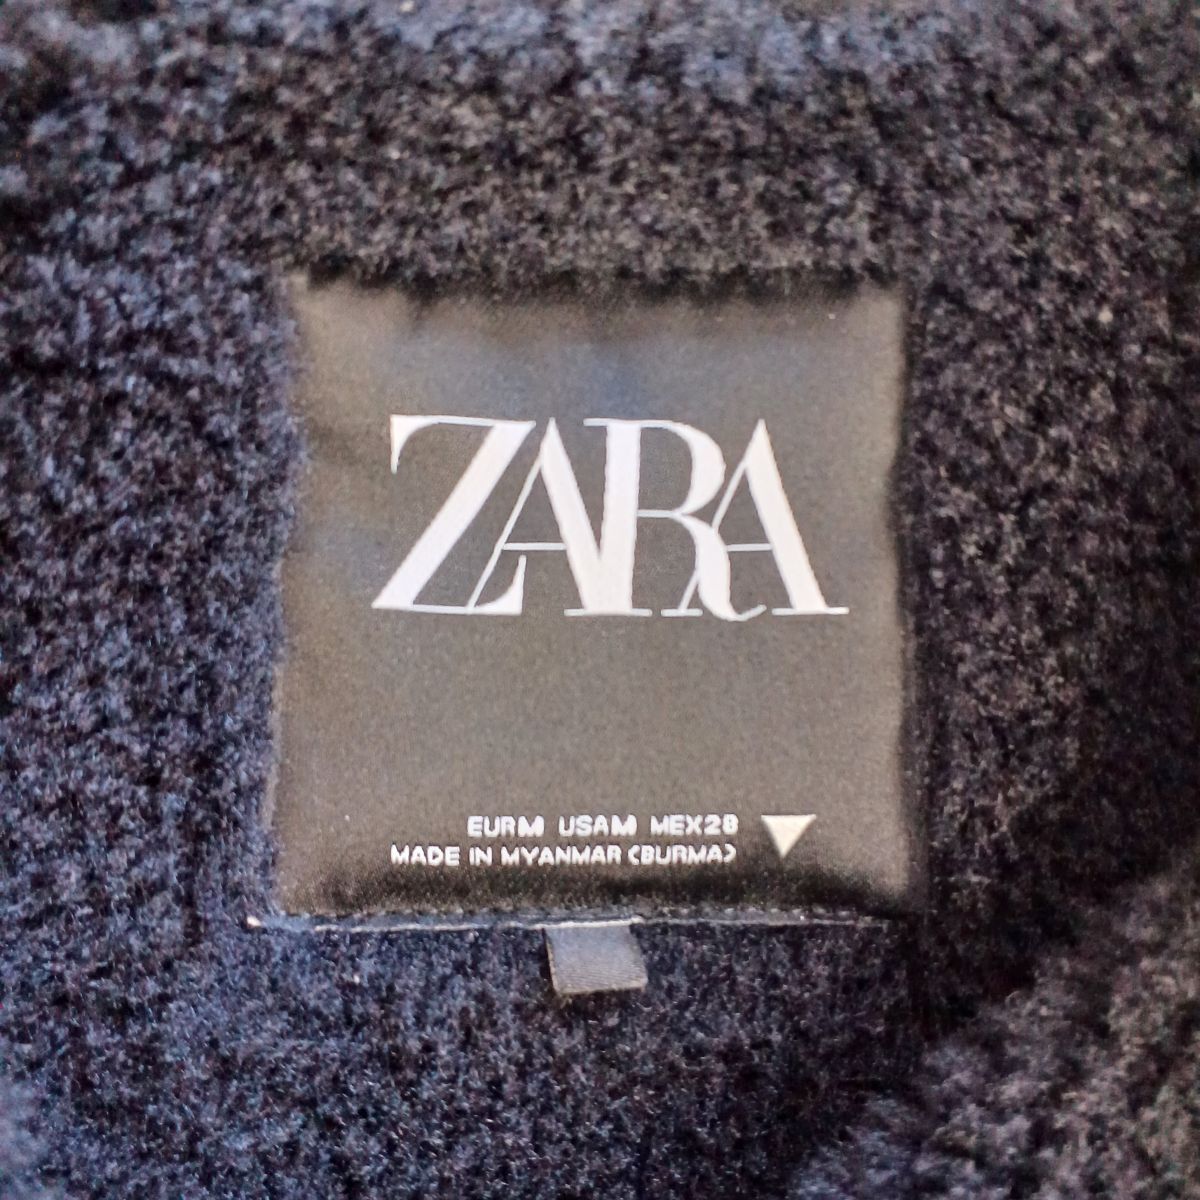 ZARA
EUR M USA M MEX 28
MADE IN MYANMAR (BURMA)